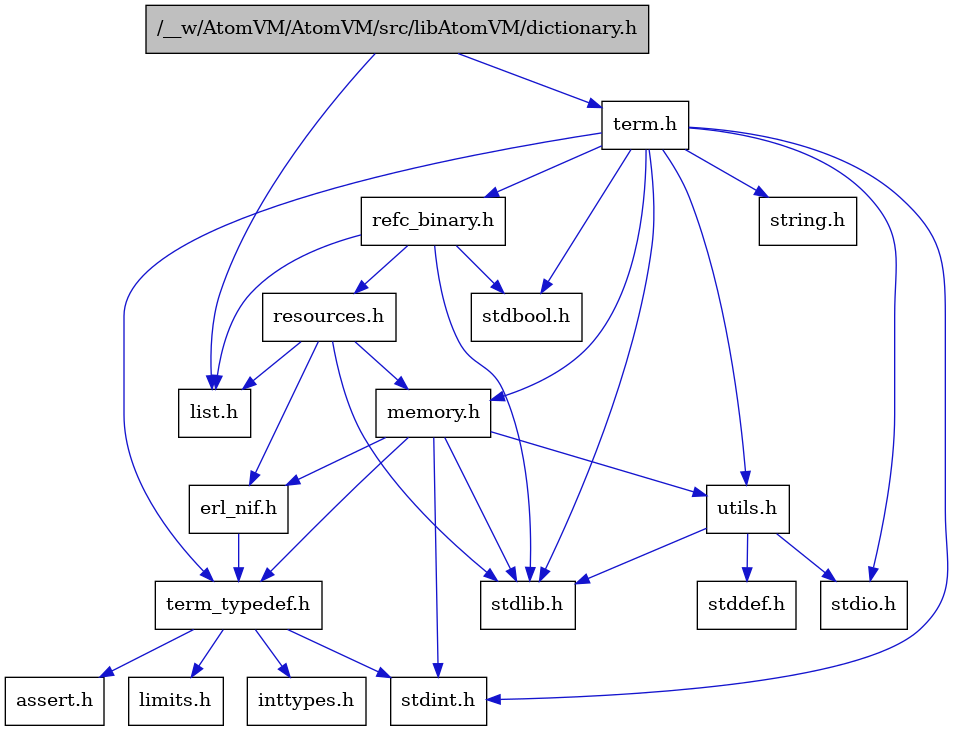 /__w/AtomVM/AtomVM/src/libAtomVM/dictionary.h
term.h
refc_binary.h
string.h
resources.h
stdbool.h
list.h
memory.h
erl_nif.h
utils.h
term_typedef.h
stdlib.h
stddef.h
stdio.h
assert.h
limits.h
inttypes.h
stdint.h